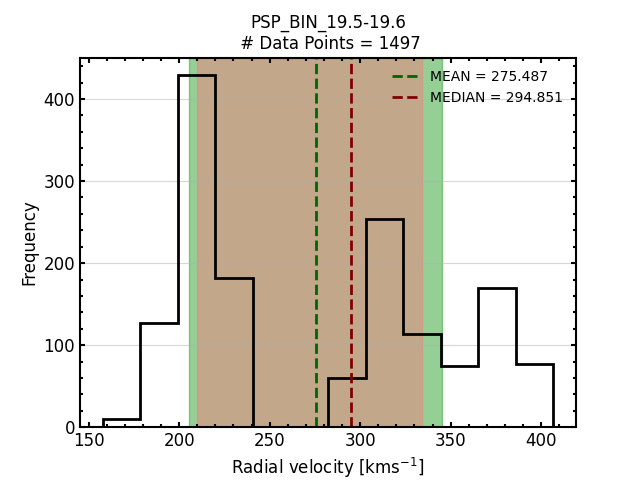 PSP_BIN_19.5-19.6
# Data Points = 1497
MEAN = 275.487
MEDIAN = 294.851
Frequency
400
300
200
100
0
150 200 250 300 350 400
Radial velocity [kms⁻¹]